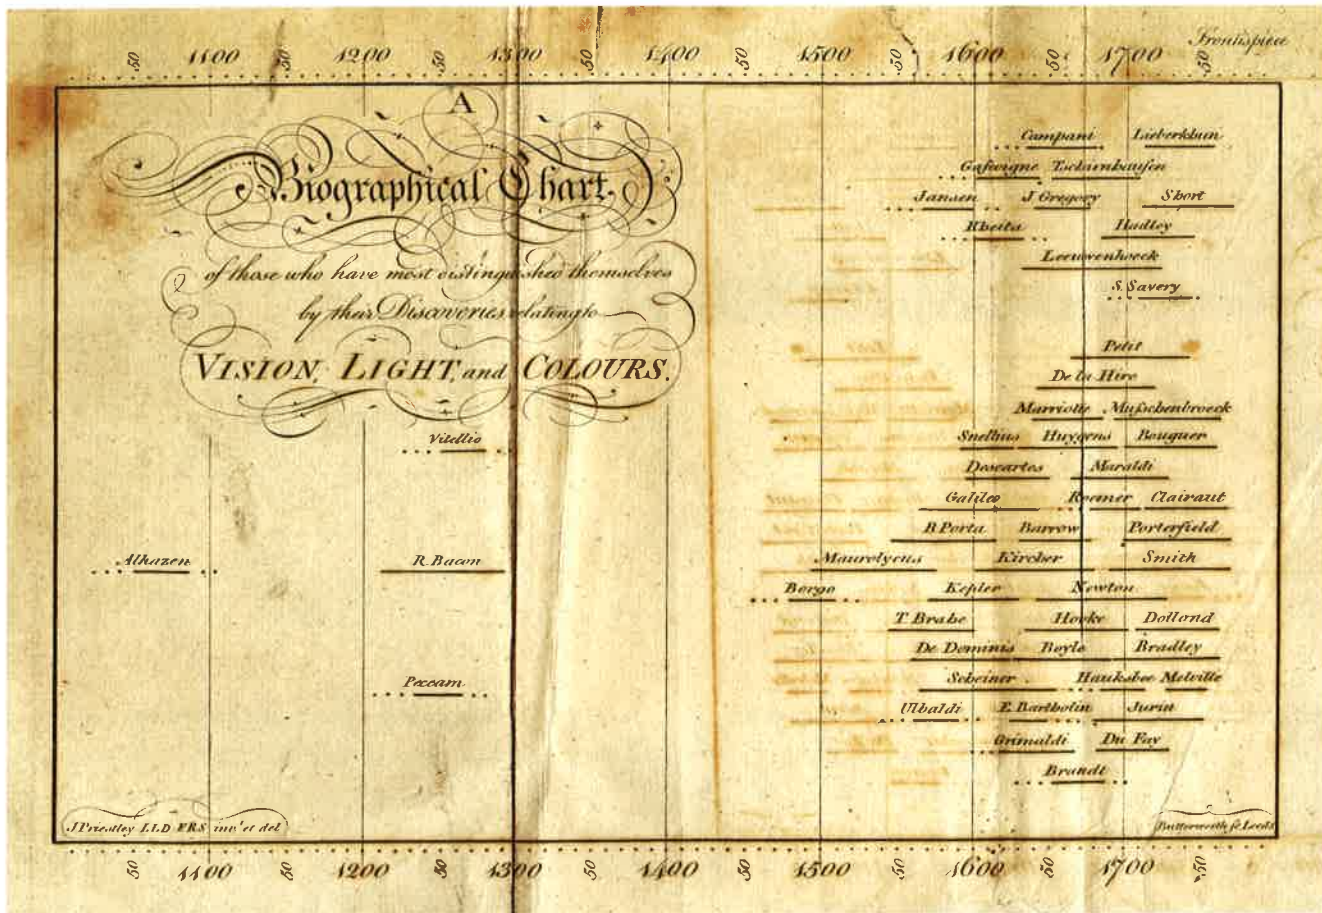 Frontispiece
50 1100 50 1200 50 1300 50 1400 50 1500 50 1600 50 1700 50
A
Biographical Chart,
of those who have most distinguished themselves
by their Discoveries relating to
VISION, LIGHT, and COLOURS.
Campani Lieberkhun
Gascoigne Tschirnhausen
Jansen J. Gregory Short
Rheita Hadley
Leeuwenhoeck
S. Savery
Petit
De la Hire
Marriotte Muſschenbroeck
Snellius Huygens Bouguer
Vitellio
Descartes Maraldi
Galileo Roemer Clairaut
B. Porta Barrow Porterfield
Alhazen R. Bacon Maurolycus Kircher Smith
Borgo Kepler Newton
T. Brahe Hooke Dollond
De Dominis Boyle Bradley
Peccam Scheiner Hauksbee Melville
Ulbaldi E. Bartholin Jurin
Grimaldi Du Fay
Brandt
J Priestley LLD FRS inv.t et del
Butterworth sc. Leeds
50 1100 50 1200 50 1300 50 1400 50 1500 50 1600 50 1700 50